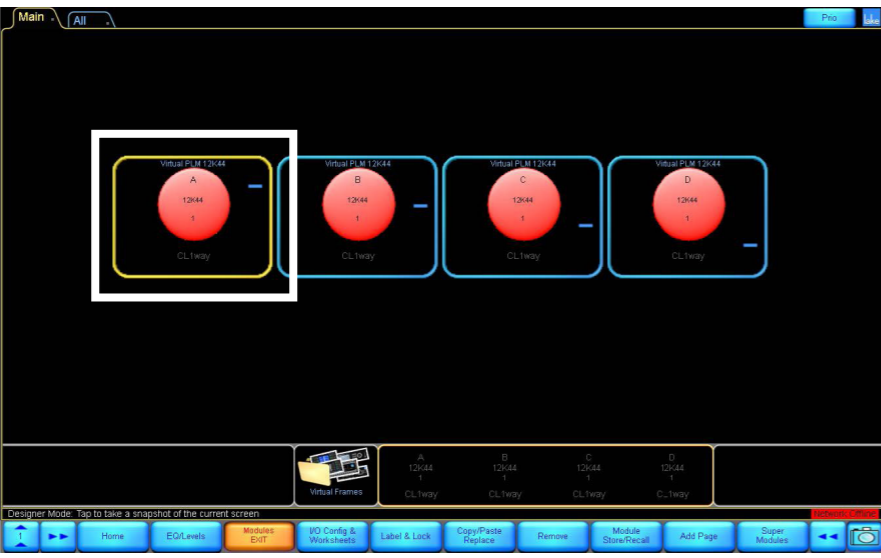 Main
All
Prio
lake
Virtual PLM 12K44
A
12K44
1
CL1way
Virtual PLM 12K44
B
12K44
1
CL1way
Virtual PLM 12K44
C
12K44
1
CL1way
Virtual PLM 12K44
D
12K44
1
CL1way
Virtual Frames
A
12K44
1
CL1way
B
12K44
1
CL1way
C
12K44
1
CL1way
D
12K44
1
C_1way
Designer Mode: Tap to take a snapshot of the current screen
Network Offline
1
Home
EQ/Levels
Modules
EXIT
I/O Config &
Worksheets
Label & Lock
Copy/Paste
Replace
Remove
Module
Store/Recall
Add Page
Super
Modules